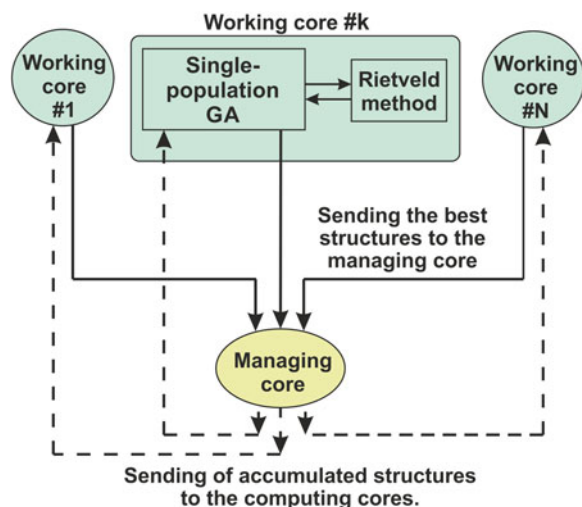 Working core #k
Working
core
#1
Single-
population
GA
Rietveld
method
Working
core
#N
Sending the best
structures to the
managing core
Managing
core
Sending of accumulated structures
to the computing cores.